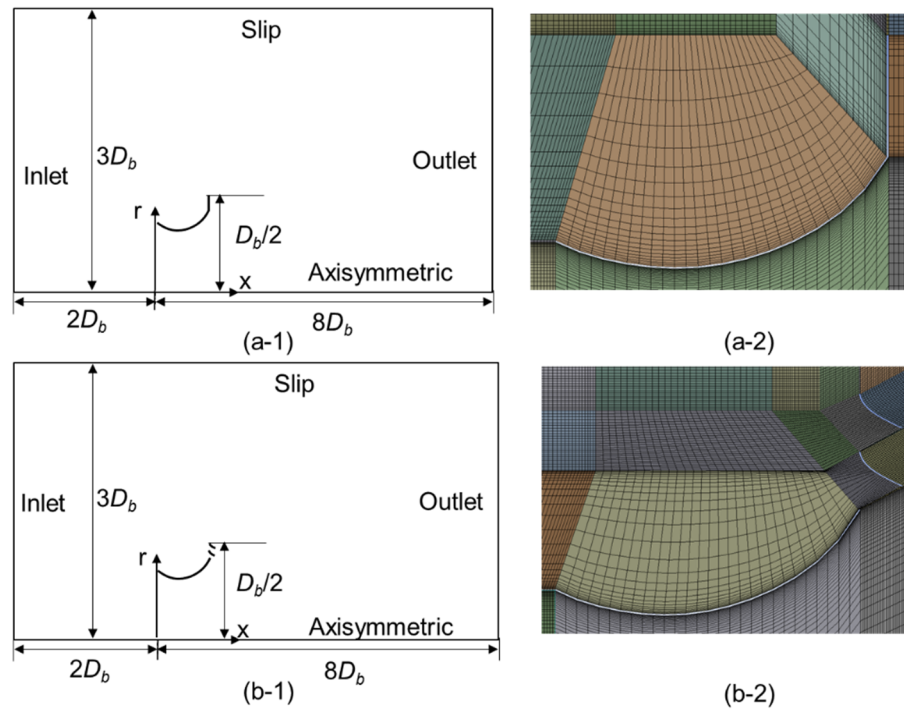 Slip
Inlet
3D_b
Outlet
r
D_b/2
Axisymmetric
x
2D_b
8D_b
(a-1)
(a-2)
Slip
Inlet
3D_b
Outlet
r
D_b/2
Axisymmetric
x
2D_b
8D_b
(b-1)
(b-2)